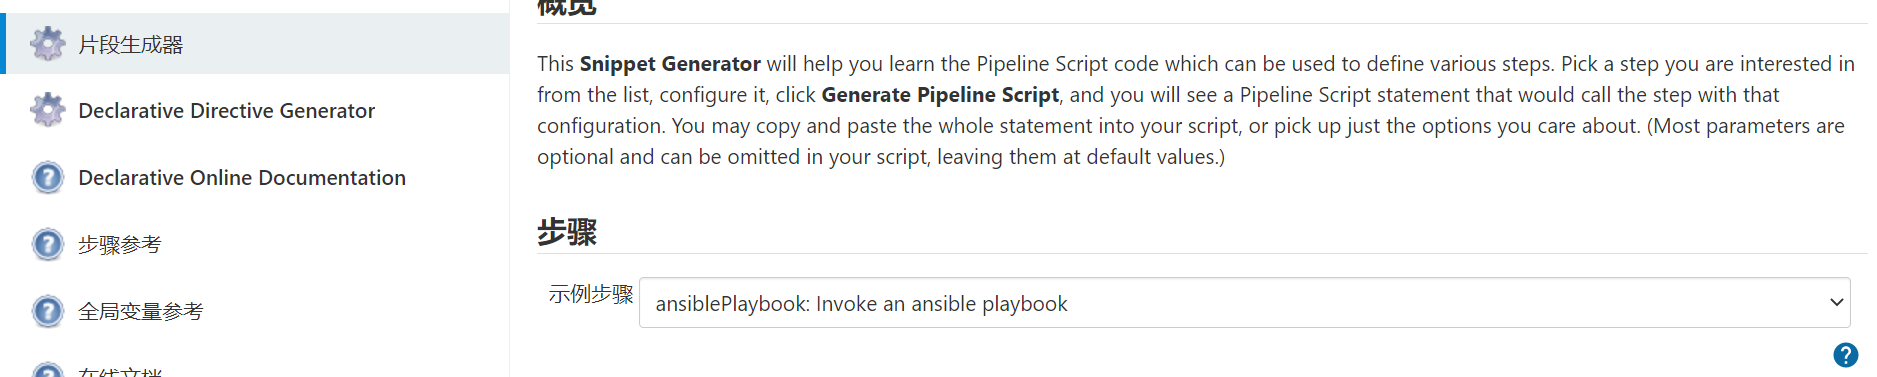 概览
片段生成器
This Snippet Generator will help you learn the Pipeline Script code which can be used to define various steps. Pick a step you are interested in
from the list, configure it, click Generate Pipeline Script, and you will see a Pipeline Script statement that would call the step with that
configuration. You may copy and paste the whole statement into your script, or pick up just the options you care about. (Most parameters are
optional and can be omitted in your script, leaving them at default values.)
Declarative Directive Generator
Declarative Online Documentation
步骤参考
全局变量参考
在线文档
步骤
示例步骤
ansiblePlaybook: Invoke an ansible playbook